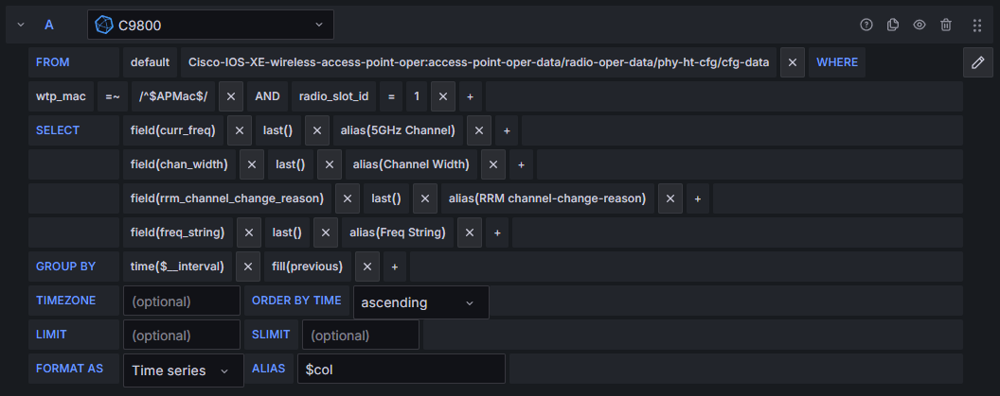 A C9800
FROM default Cisco-IOS-XE-wireless-access-point-oper:access-point-oper-data/radio-oper-data/phy-ht-cfg/cfg-data × WHERE
wtp_mac =~ /^$APMac$/ × AND radio_slot_id = 1 × +
SELECT field(curr_freq) × last() × alias(5GHz Channel) × +
field(chan_width) × last() × alias(Channel Width) × +
field(rrm_channel_change_reason) × last() × alias(RRM channel-change-reason) × +
field(freq_string) × last() × alias(Freq String) × +
GROUP BY time($__interval) × fill(previous) × +
TIMEZONE (optional) ORDER BY TIME ascending
LIMIT (optional) SLIMIT (optional)
FORMAT AS Time series ALIAS $col